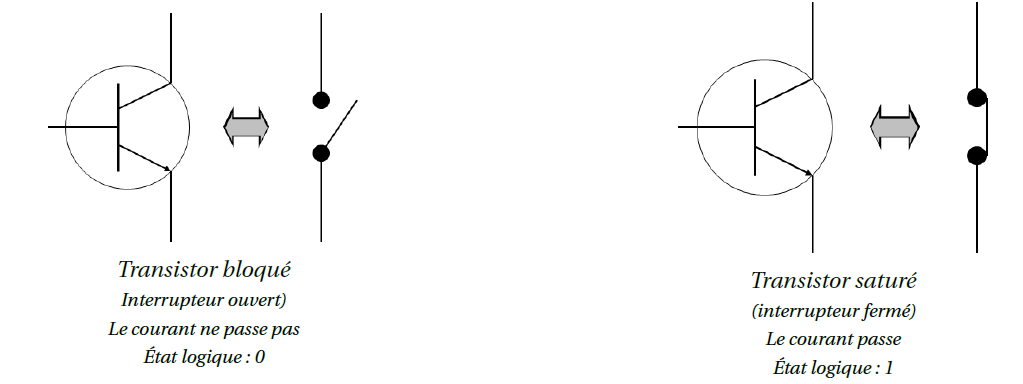 Transistor bloqué
Interrupteur ouvert)
Le courant ne passe pas
État logique : 0
Transistor saturé
(interrupteur fermé)
Le courant passe
État logique : 1